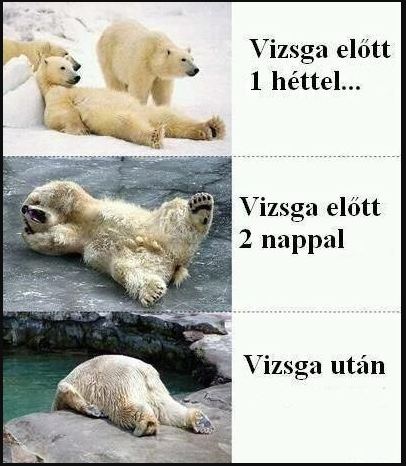 Vizsga előtt
1 héttel...
Vizsga előtt
2 nappal
Vizsga után